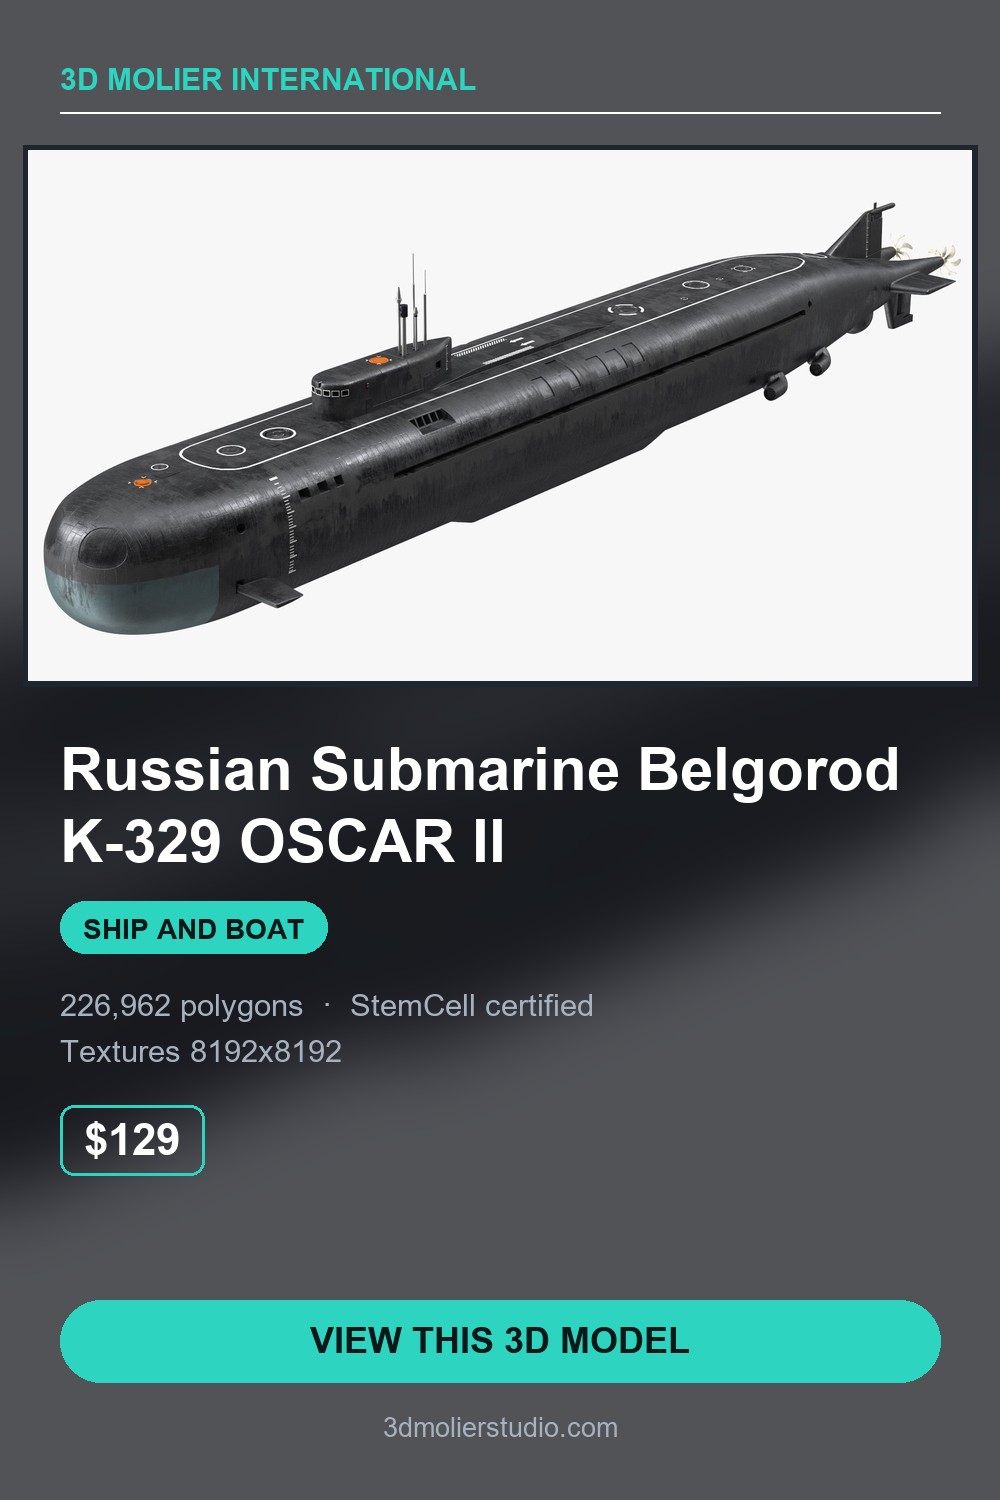 3D MOLIER INTERNATIONAL
Russian Submarine Belgorod
K-329 OSCAR II
SHIP AND BOAT
226,962 polygons · StemCell certified
Textures 8192x8192
$129
VIEW THIS 3D MODEL
3dmolierstudio.com